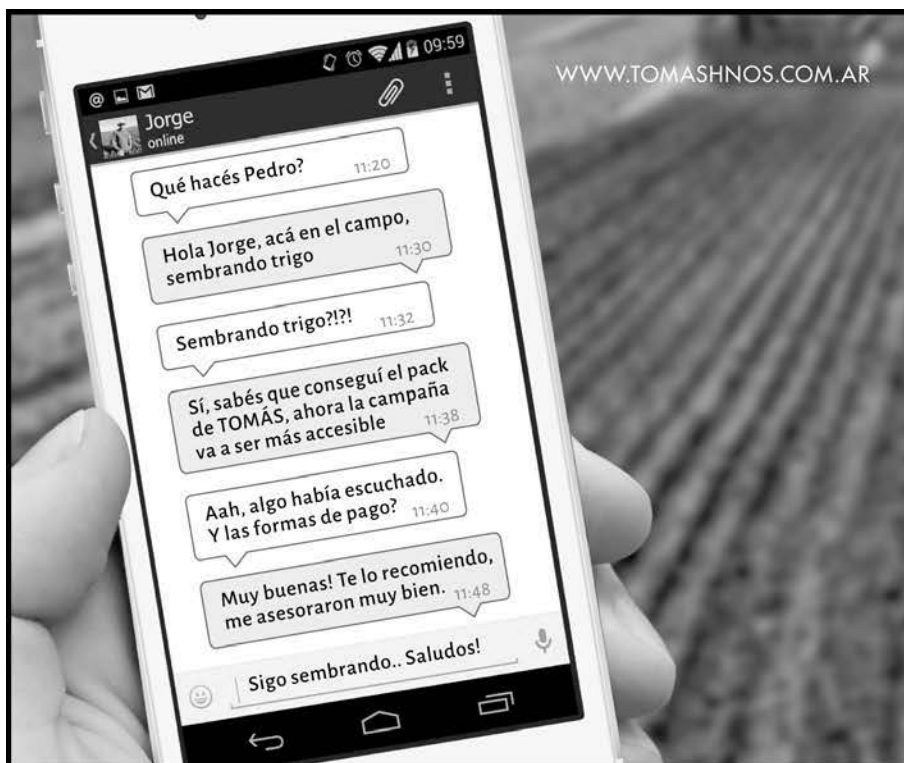 09:59
WWW.TOMASHNOS.COM.AR
Jorge
online
Qué hacés Pedro?
11:20
Hola Jorge, acá en el campo,
sembrando trigo
11:30
Sembrando trigo?!?!
11:32
Sí, sabés que conseguí el pack
de TOMÁS, ahora la campaña
va a ser más accesible
11:38
Aah, algo había escuchado.
Y las formas de pago?
11:40
Muy buenas! Te lo recomiendo,
me asesoraron muy bien.
11:48
Sigo sembrando.. Saludos!